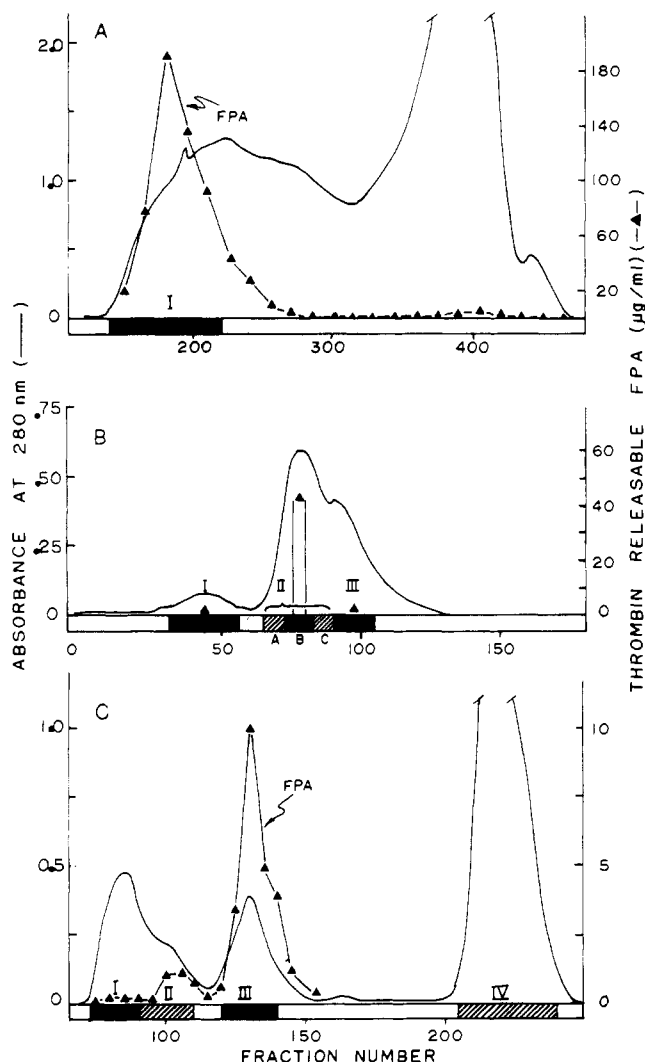 A
FPA
I
2.0
1.0
0
180
140
100
60
20
200
300
400
B
I
II
III
A
B
C
.75
.50
.25
0
60
40
20
0
0
50
100
150
C
FPA
I
II
III
IV
1.0
0.5
0
10
5
0
100
150
200
FRACTION NUMBER
ABSORBANCE AT 280 nm (——)
THROMBIN RELEASABLE FPA (µg/ml)(—▲—)